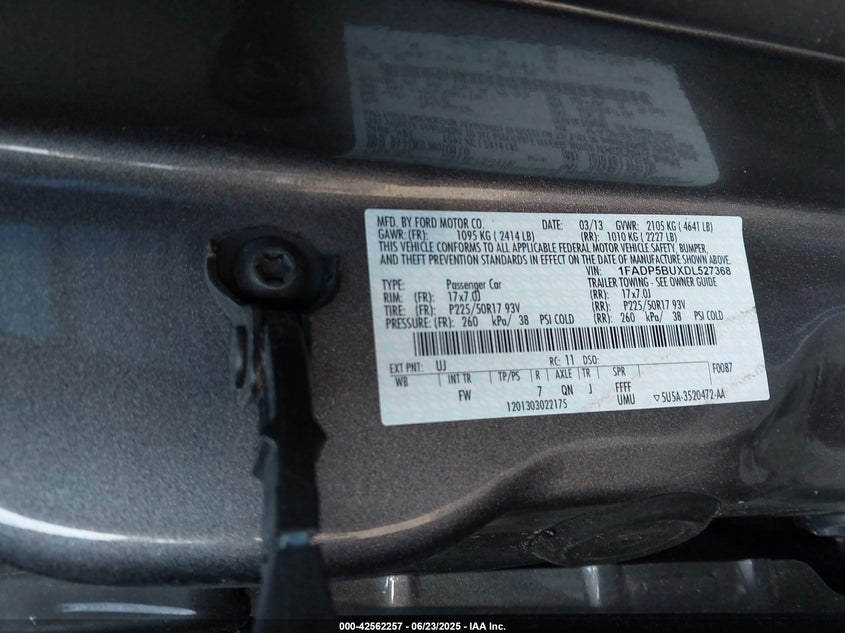 MFD. BY FORD MOTOR CO. DATE: 03/13 GVWR: 2105 KG ( 4641 LB)
GAWR: (FR): 1095 KG ( 2414 LB) (RR): 1010 KG ( 2227 LB)
THIS VEHICLE CONFORMS TO ALL APPLICABLE FEDERAL MOTOR VEHICLE SAFETY, BUMPER,
AND THEFT PREVENTION STANDARDS IN EFFECT ON THE DATE OF MANUFACTURE SHOWN ABOVE.
VIN: 1FADP5BUXDL527368
TYPE: Passenger Car TRAILER TOWING - SEE OWNER GUIDE
RIM: (FR): 17x7.0J (RR): 17x7.0J
TIRE: (FR): P225/50R17 93V (RR): P225/50R17 93V
PRESSURE: (FR): 260 kPa/ 38 PSI COLD (RR): 260 kPa/ 38 PSI COLD
EXT PNT: UJ RC: 11 DSO: F0087
WB INT TR TP/PS R AXLE TR SPR
FW 7 QN J FFFF
UMU
1201303022175 ▽5U5A-3520472-AA
000-42562257 / 06/23/2025 - IAA Inc.